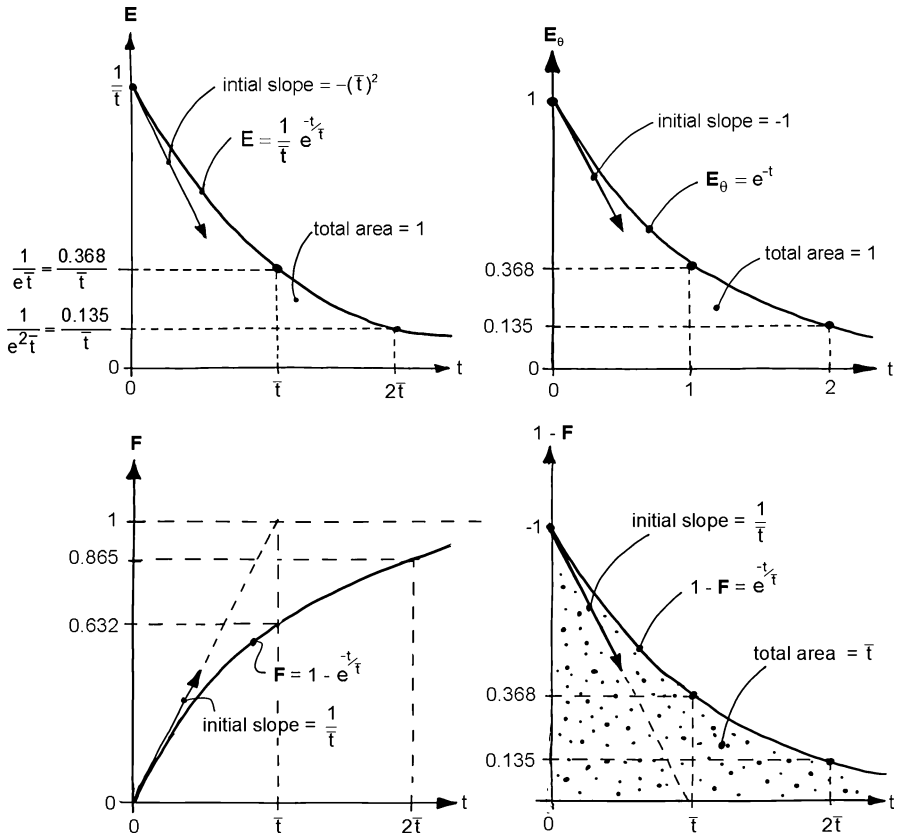 E
1/t̄
intial slope = –(t̄)²
E = 1/t̄ e^(-t/t̄)
total area = 1
1/(e t̄) = 0.368/t̄
1/(e² t̄) = 0.135/t̄
0
0 t̄ 2t̄ t
E_θ
1
initial slope = -1
E_θ = e^(–t)
total area = 1
0.368
0.135
0
0 1 2 t
F
1
0.865
0.632
F = 1 - e^(-t/t̄)
initial slope = 1/t̄
0
0 t̄ 2t̄ t
1 - F
-1
initial slope = 1/t̄
1 - F = e^(-t/t̄)
total area = t̄
0.368
0.135
0 t̄ 2t̄ t